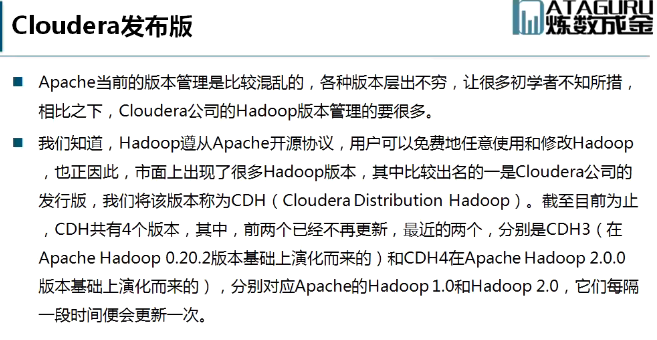 Cloudera发布版
ATAGURU
炼数成金
Apache当前的版本管理是比较混乱的，各种版本层出不穷，让很多初学者不知所措，
相比之下，Cloudera公司的Hadoop版本管理的要很多。
我们知道，Hadoop遵从Apache开源协议，用户可以免费地任意使用和修改Hadoop
，也正因此，市面上出现了很多Hadoop版本，其中比较出名的一是Cloudera公司的
发行版，我们将该版本称为CDH（Cloudera Distribution Hadoop）。截至目前为止
，CDH共有4个版本，其中，前两个已经不再更新，最近的两个，分别是CDH3（在
Apache Hadoop 0.20.2版本基础上演化而来的）和CDH4在Apache Hadoop 2.0.0
版本基础上演化而来的），分别对应Apache的Hadoop 1.0和Hadoop 2.0，它们每隔
一段时间便会更新一次。